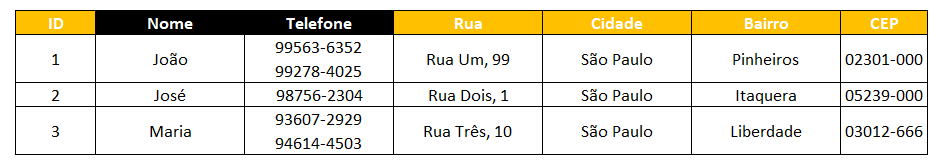 ID Nome Telefone Rua Cidade Bairro CEP
1 João 99563-6352 99278-4025 Rua Um, 99 São Paulo Pinheiros 02301-000
2 José 98756-2304 Rua Dois, 1 São Paulo Itaquera 05239-000
3 Maria 93607-2929 94614-4503 Rua Três, 10 São Paulo Liberdade 03012-666